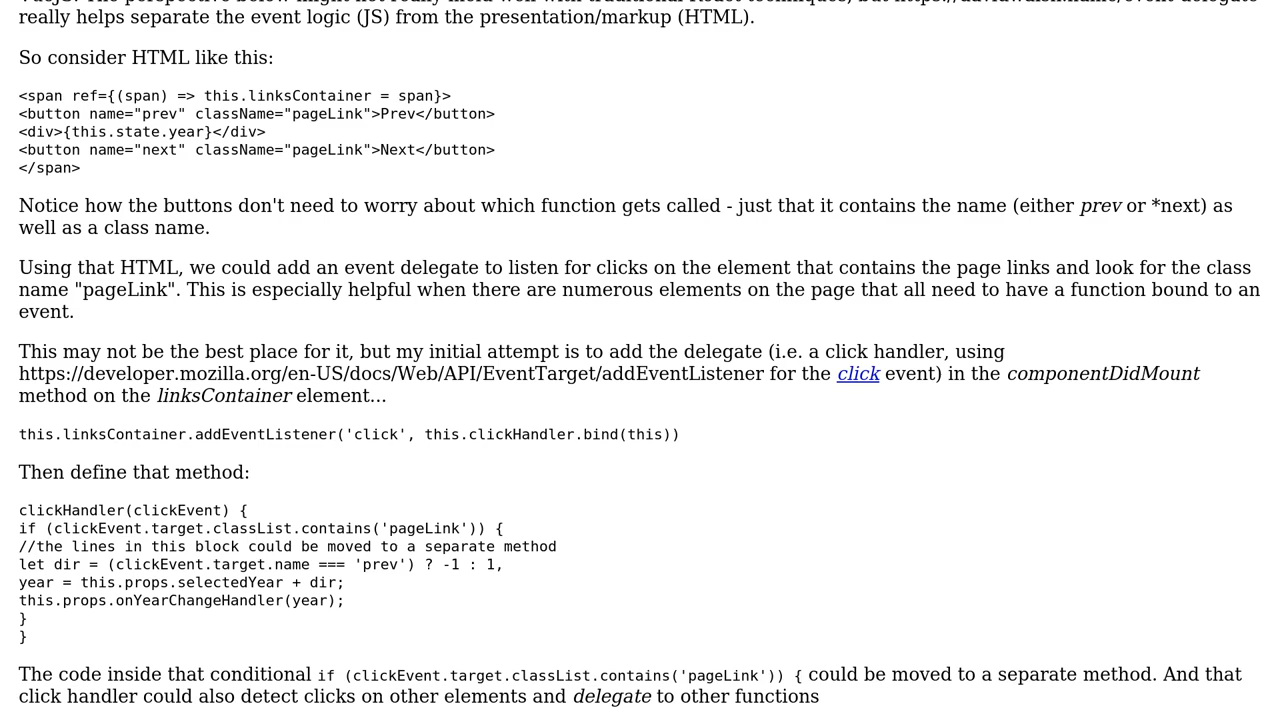 really helps separate the event logic (JS) from the presentation/markup (HTML).
So consider HTML like this:
<span ref={(span) => this.linksContainer = span}>
<button name="prev" className="pageLink">Prev</button>
<div>{this.state.year}</div>
<button name="next" className="pageLink">Next</button>
</span>
Notice how the buttons don't need to worry about which function gets called - just that it contains the name (either prev or *next) as
well as a class name.
Using that HTML, we could add an event delegate to listen for clicks on the element that contains the page links and look for the class
name "pageLink". This is especially helpful when there are numerous elements on the page that all need to have a function bound to an
event.
This may not be the best place for it, but my initial attempt is to add the delegate (i.e. a click handler, using
https://developer.mozilla.org/en-US/docs/Web/API/EventTarget/addEventListener for the click event) in the componentDidMount
method on the linksContainer element...
this.linksContainer.addEventListener('click', this.clickHandler.bind(this))
Then define that method:
clickHandler(clickEvent) {
if (clickEvent.target.classList.contains('pageLink')) {
//the lines in this block could be moved to a separate method
let dir = (clickEvent.target.name === 'prev') ? -1 : 1,
year = this.props.selectedYear + dir;
this.props.onYearChangeHandler(year);
}
}
The code inside that conditional if (clickEvent.target.classList.contains('pageLink')) { could be moved to a separate method. And that
click handler could also detect clicks on other elements and delegate to other functions